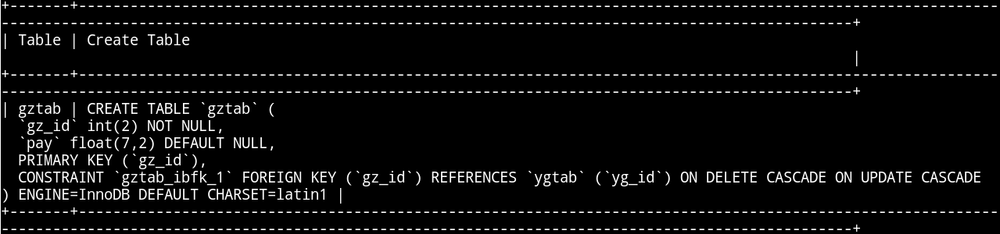 +-------+------------------------------------------------------------------------------------------------------------
----------------------------------------------------------------------------------------------------+
| Table | Create Table
|
+-------+------------------------------------------------------------------------------------------------------------
----------------------------------------------------------------------------------------------------+
| gztab | CREATE TABLE `gztab` (
`gz_id` int(2) NOT NULL,
`pay` float(7,2) DEFAULT NULL,
PRIMARY KEY (`gz_id`),
CONSTRAINT `gztab_ibfk_1` FOREIGN KEY (`gz_id`) REFERENCES `ygtab` (`yg_id`) ON DELETE CASCADE ON UPDATE CASCADE
) ENGINE=InnoDB DEFAULT CHARSET=latin1 |
+-------+------------------------------------------------------------------------------------------------------------
----------------------------------------------------------------------------------------------------+